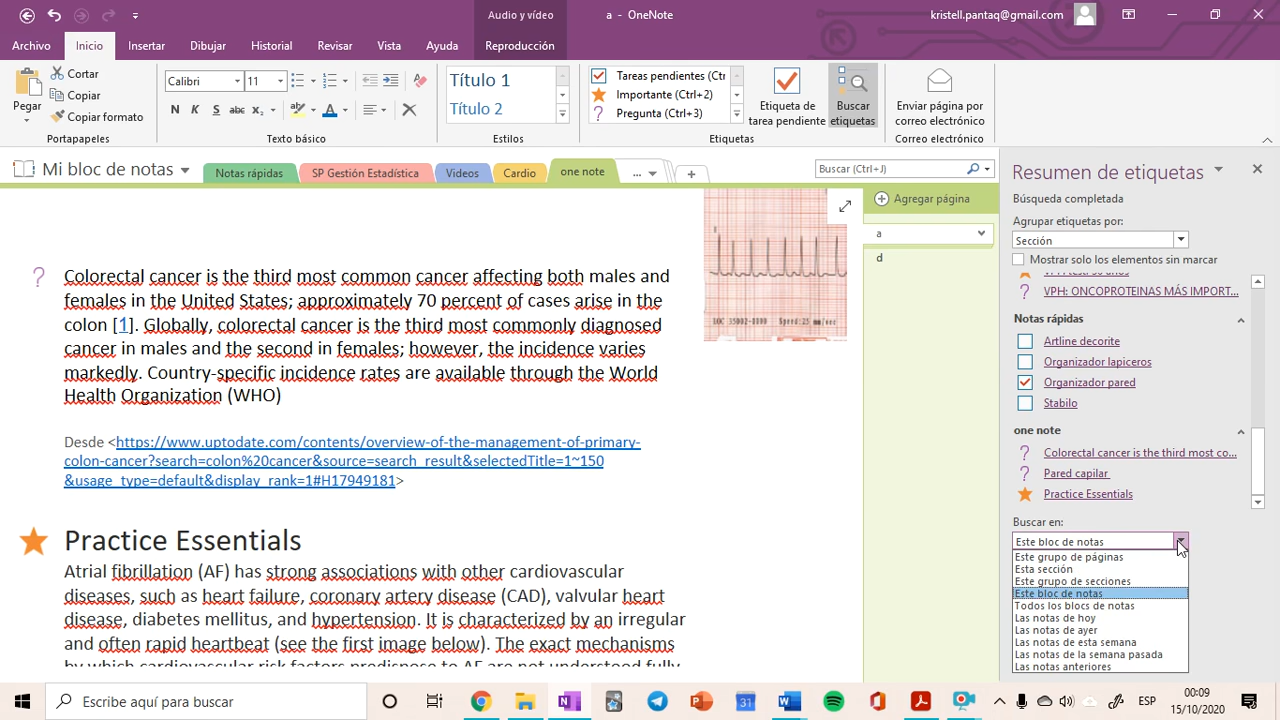 Audio y vídeo
a - OneNote
kristell.pantaq@gmail.com
Archivo
Inicio
Insertar
Dibujar
Historial
Revisar
Vista
Ayuda
Reproducción
Pegar
Cortar
Copiar
Copiar formato
Portapapeles
Calibri
11
N K S abc x₂
A
Texto básico
Título 1
Título 2
Estilos
Tareas pendientes (Ctr
Importante (Ctrl+2)
Pregunta (Ctrl+3)
Etiquetas
Etiqueta de
tarea pendiente
Buscar
etiquetas
Enviar página por
correo electrónico
Correo electrónico
Mi bloc de notas
Notas rápidas
SP Gestión Estadística
Videos
Cardio
one note
...
Buscar (Ctrl+J)
Agregar página
a
d
Colorectal cancer is the third most common cancer affecting both males and
females in the United States; approximately 70 percent of cases arise in the
colon [1]. Globally, colorectal cancer is the third most commonly diagnosed
cancer in males and the second in females; however, the incidence varies
markedly. Country-specific incidence rates are available through the World
Health Organization (WHO)
Desde <https://www.uptodate.com/contents/overview-of-the-management-of-primary-
colon-cancer?search=colon%20cancer&source=search_result&selectedTitle=1~150
&usage_type=default&display_rank=1#H17949181>
Practice Essentials
Atrial fibrillation (AF) has strong associations with other cardiovascular
diseases, such as heart failure, coronary artery disease (CAD), valvular heart
disease, diabetes mellitus, and hypertension. It is characterized by an irregular
and often rapid heartbeat (see the first image below). The exact mechanisms
by which cardiovascular risk factors predispose to AF are not understood fully
Resumen de etiquetas
Búsqueda completada
Agrupar etiquetas por:
Sección
Mostrar solo los elementos sin marcar
VPH: ONCOPROTEINAS MÁS IMPORT...
Notas rápidas
Artline decorite
Organizador lapiceros
Organizador pared
Stabilo
one note
Colorectal cancer is the third most co...
Pared capilar
Practice Essentials
Buscar en:
Este bloc de notas
Este grupo de páginas
Esta sección
Este grupo de secciones
Este bloc de notas
Todos los blocs de notas
Las notas de hoy
Las notas de ayer
Las notas de esta semana
Las notas de la semana pasada
Las notas anteriores
Escribe aquí para buscar
31
ESP
00:09
15/10/2020